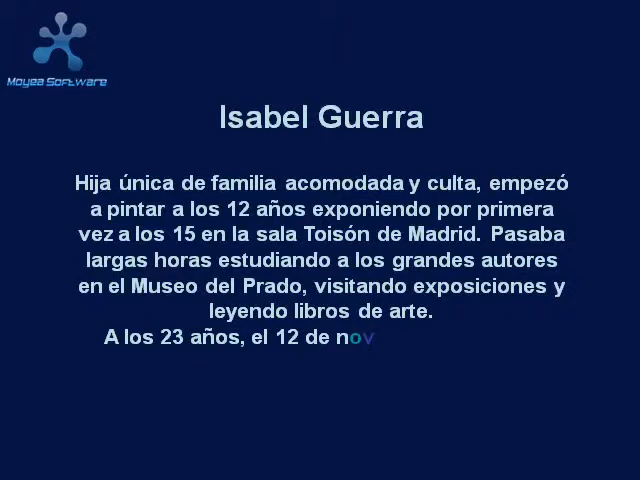 Moyea Software
Isabel Guerra
Hija única de familia acomodada y culta, empezó
a pintar a los 12 años exponiendo por primera
vez a los 15 en la sala Toisón de Madrid. Pasaba
largas horas estudiando a los grandes autores
en el Museo del Prado, visitando exposiciones y
leyendo libros de arte.
A los 23 años, el 12 de nov